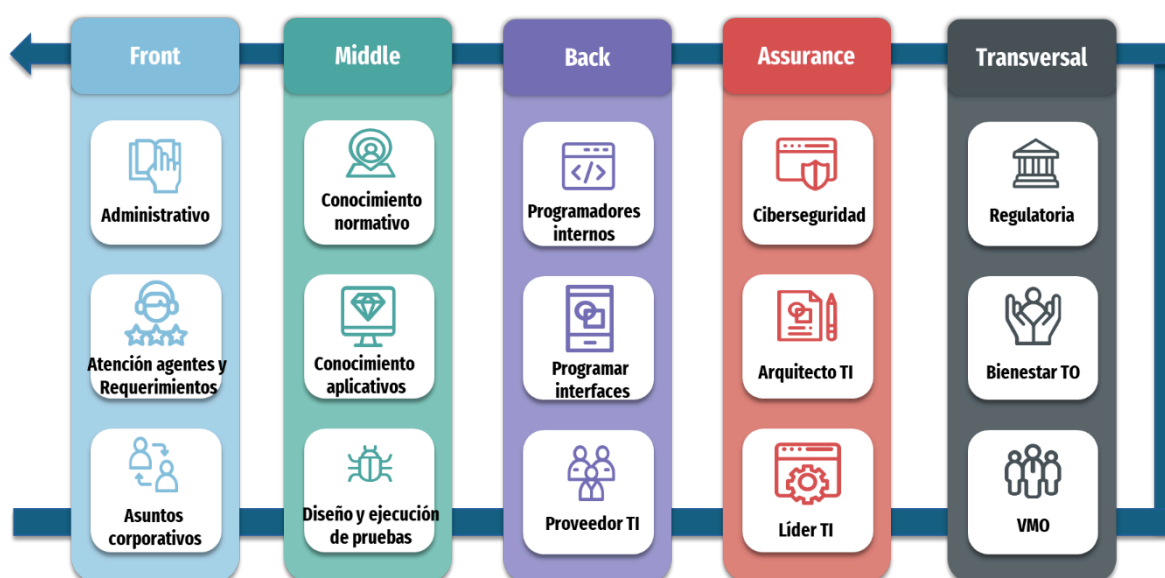 Front
Middle
Back
Assurance
Transversal
Administrativo
Conocimiento
normativo
Programadores
internos
Ciberseguridad
Regulatoria
Atención agentes y
Requerimientos
Conocimiento
aplicativos
Programar
interfaces
Arquitecto TI
Bienestar TO
Asuntos
corporativos
Diseño y ejecución
de pruebas
Proveedor TI
Líder TI
VMO